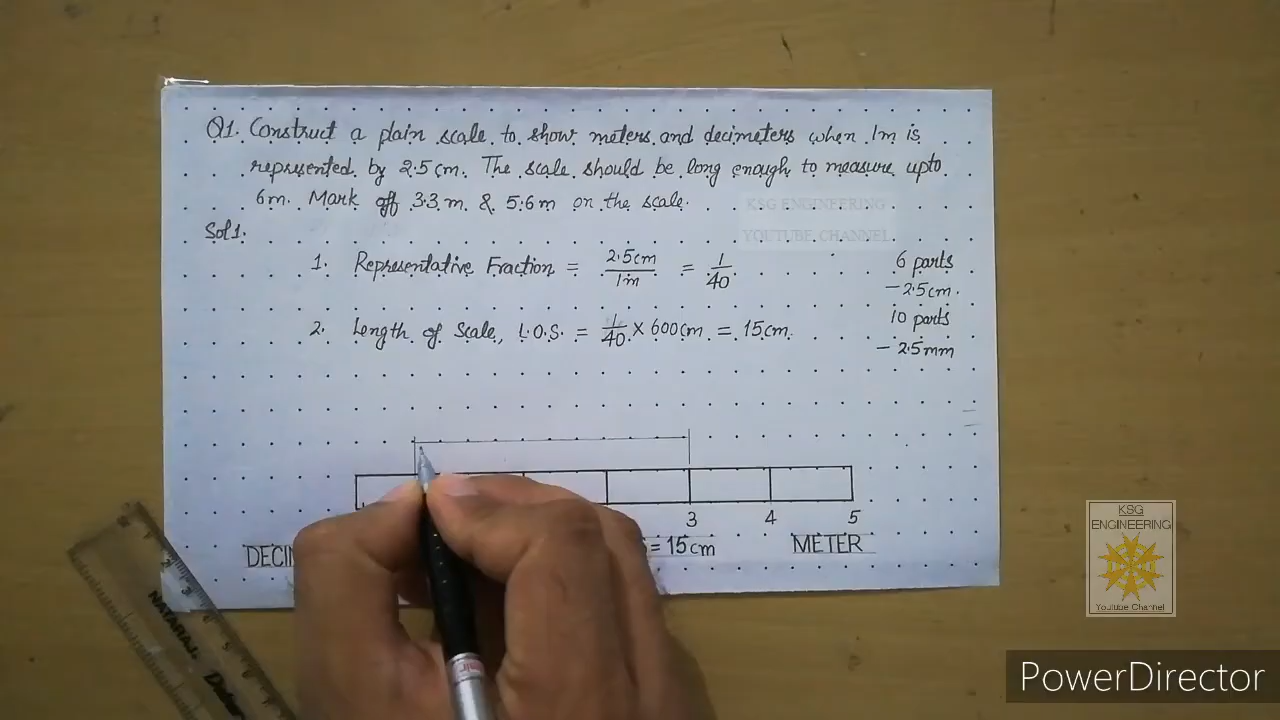 Q1. Construct a plain scale to show meters and decimeters when 1m is
represented by 2.5cm. The scale should be long enough to measure upto
6m. Mark off 3.3m & 5.6m on the scale.
KSG ENGINEERING
YOUTUBE CHANNEL
Sol1.
1. Representative Fraction = 2.5cm/1m = 1/40
6 parts
- 2.5cm.
10 parts
- 2.5mm
2. Length of Scale, L.O.S. = 1/40 X 600cm = 15cm.
3 4 5
= 15cm METER
KSG
ENGINEERING
Youtube Channel
NATARAJ
PowerDirector